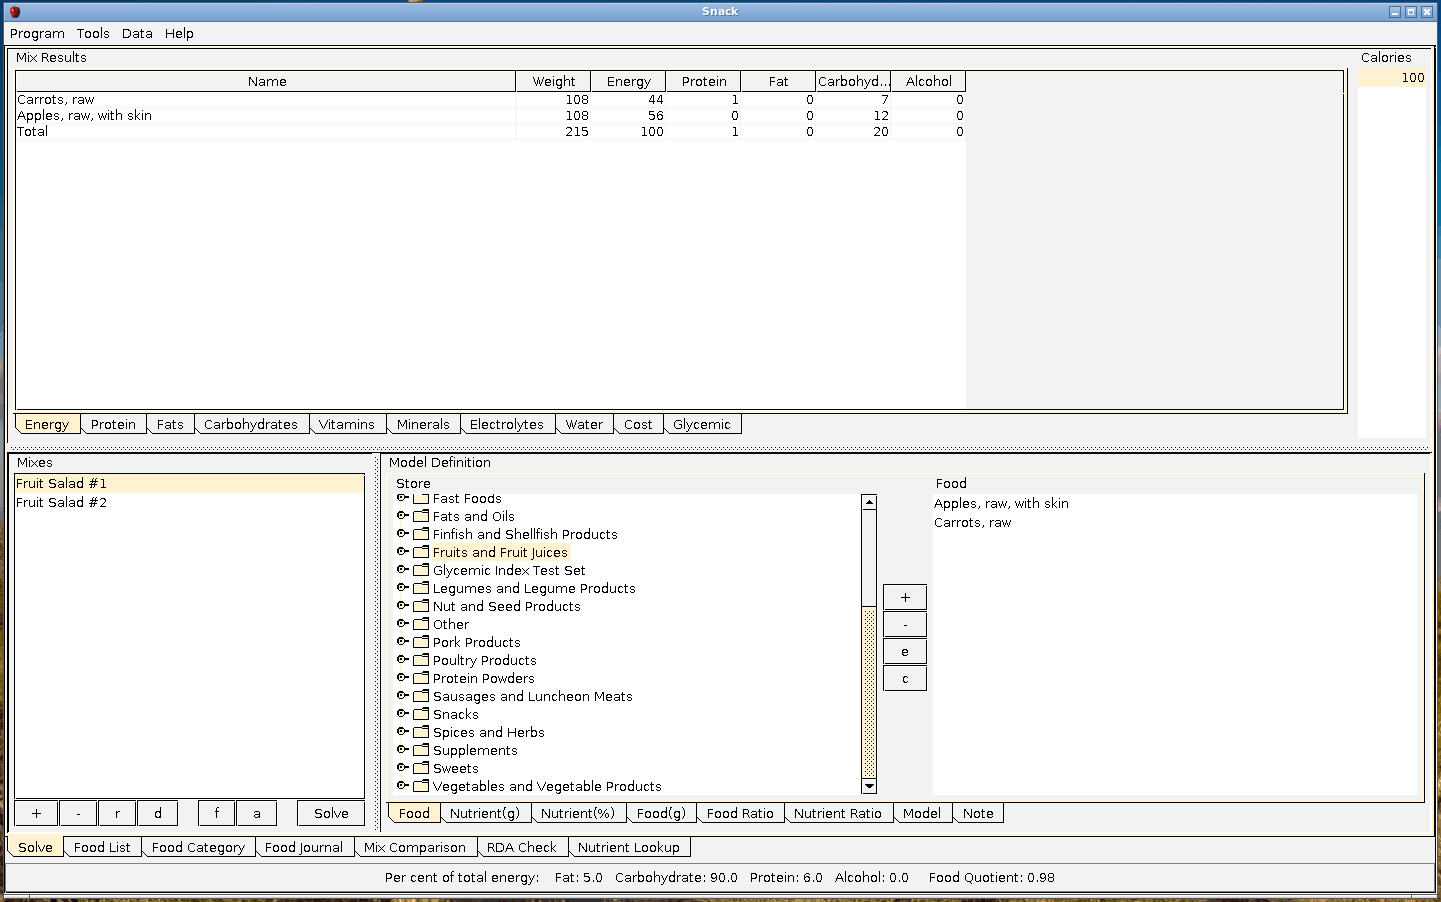 Snack
Program Tools Data Help
Mix Results
Calories
100
Name Weight Energy Protein Fat Carbohyd... Alcohol
Carrots, raw 108 44 1 0 7 0
Apples, raw, with skin 108 56 0 0 12 0
Total 215 100 1 0 20 0
Energy Protein Fats Carbohydrates Vitamins Minerals Electrolytes Water Cost Glycemic
Mixes
Fruit Salad #1
Fruit Salad #2
+ - r d f a Solve
Model Definition
Store
Fast Foods
Fats and Oils
Finfish and Shellfish Products
Fruits and Fruit Juices
Glycemic Index Test Set
Legumes and Legume Products
Nut and Seed Products
Other
Pork Products
Poultry Products
Protein Powders
Sausages and Luncheon Meats
Snacks
Spices and Herbs
Supplements
Sweets
Vegetables and Vegetable Products
+
-
e
c
Food
Apples, raw, with skin
Carrots, raw
Food Nutrient(g) Nutrient(%) Food(g) Food Ratio Nutrient Ratio Model Note
Solve Food List Food Category Food Journal Mix Comparison RDA Check Nutrient Lookup
Per cent of total energy: Fat: 5.0 Carbohydrate: 90.0 Protein: 6.0 Alcohol: 0.0 Food Quotient: 0.98